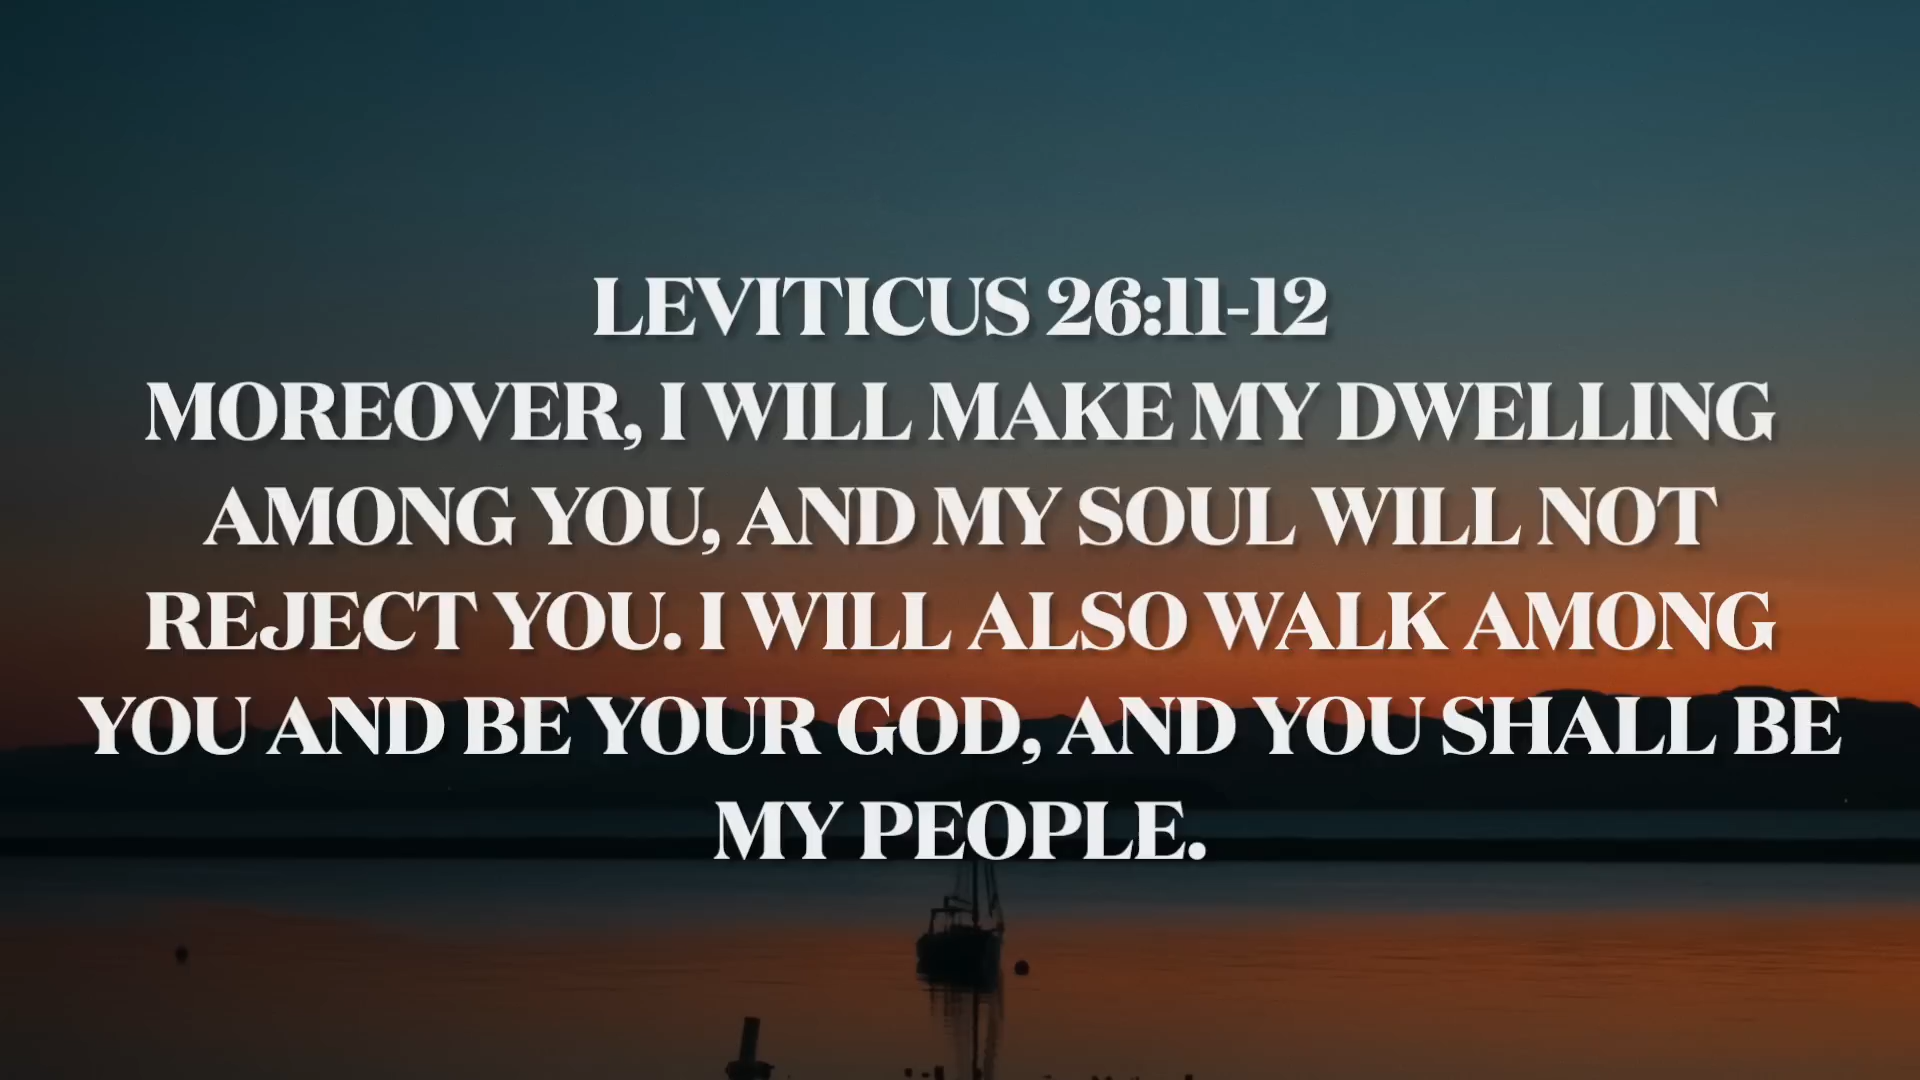 LEVITICUS 26:11-12
MOREOVER, I WILL MAKE MY DWELLING
AMONG YOU, AND MY SOUL WILL NOT
REJECT YOU. I WILL ALSO WALK AMONG
YOU AND BE YOUR GOD, AND YOU SHALL BE
MY PEOPLE.